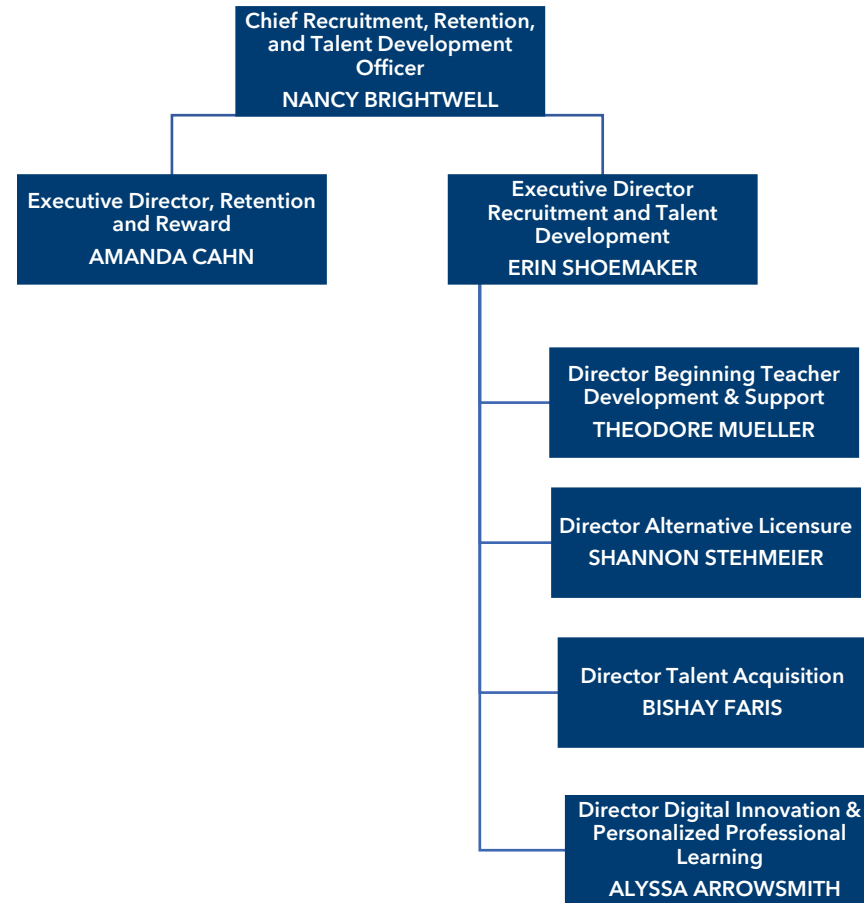 Chief Recruitment, Retention,
and Talent Development
Officer
NANCY BRIGHTWELL
Executive Director, Retention
and Reward
AMANDA CAHN
Executive Director
Recruitment and Talent
Development
ERIN SHOEMAKER
Director Beginning Teacher
Development & Support
THEODORE MUELLER
Director Alternative Licensure
SHANNON STEHMEIER
Director Talent Acquisition
BISHAY FARIS
Director Digital Innovation &
Personalized Professional
Learning
ALYSSA ARROWSMITH